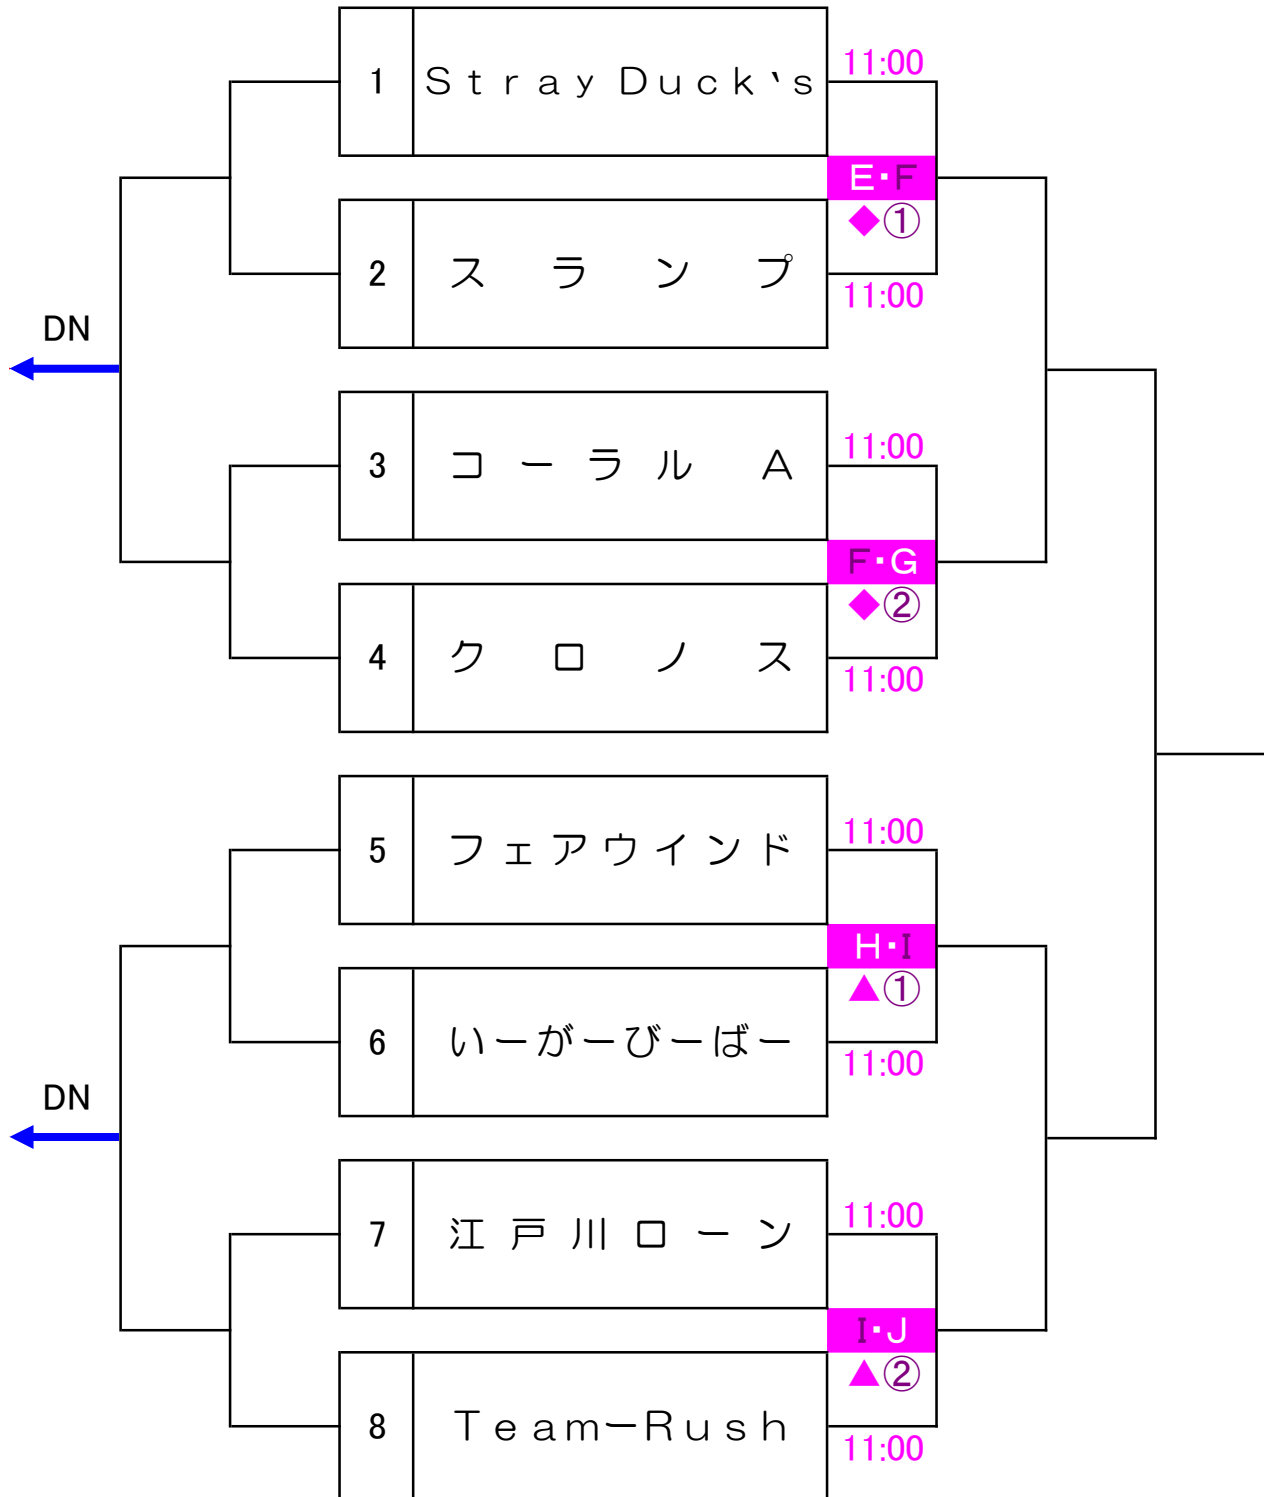 11:00
1 Stray Duck`s
E・F
◆①
2 スランプ
11:00
DN
11:00
3 コーラル A
F・G
◆②
4 クロノス
11:00
11:00
5 フェアウインド
H・I
▲①
6 いーがーびーばー
11:00
DN
11:00
7 江戸川ローン
I・J
▲②
8 Team-Rush
11:00